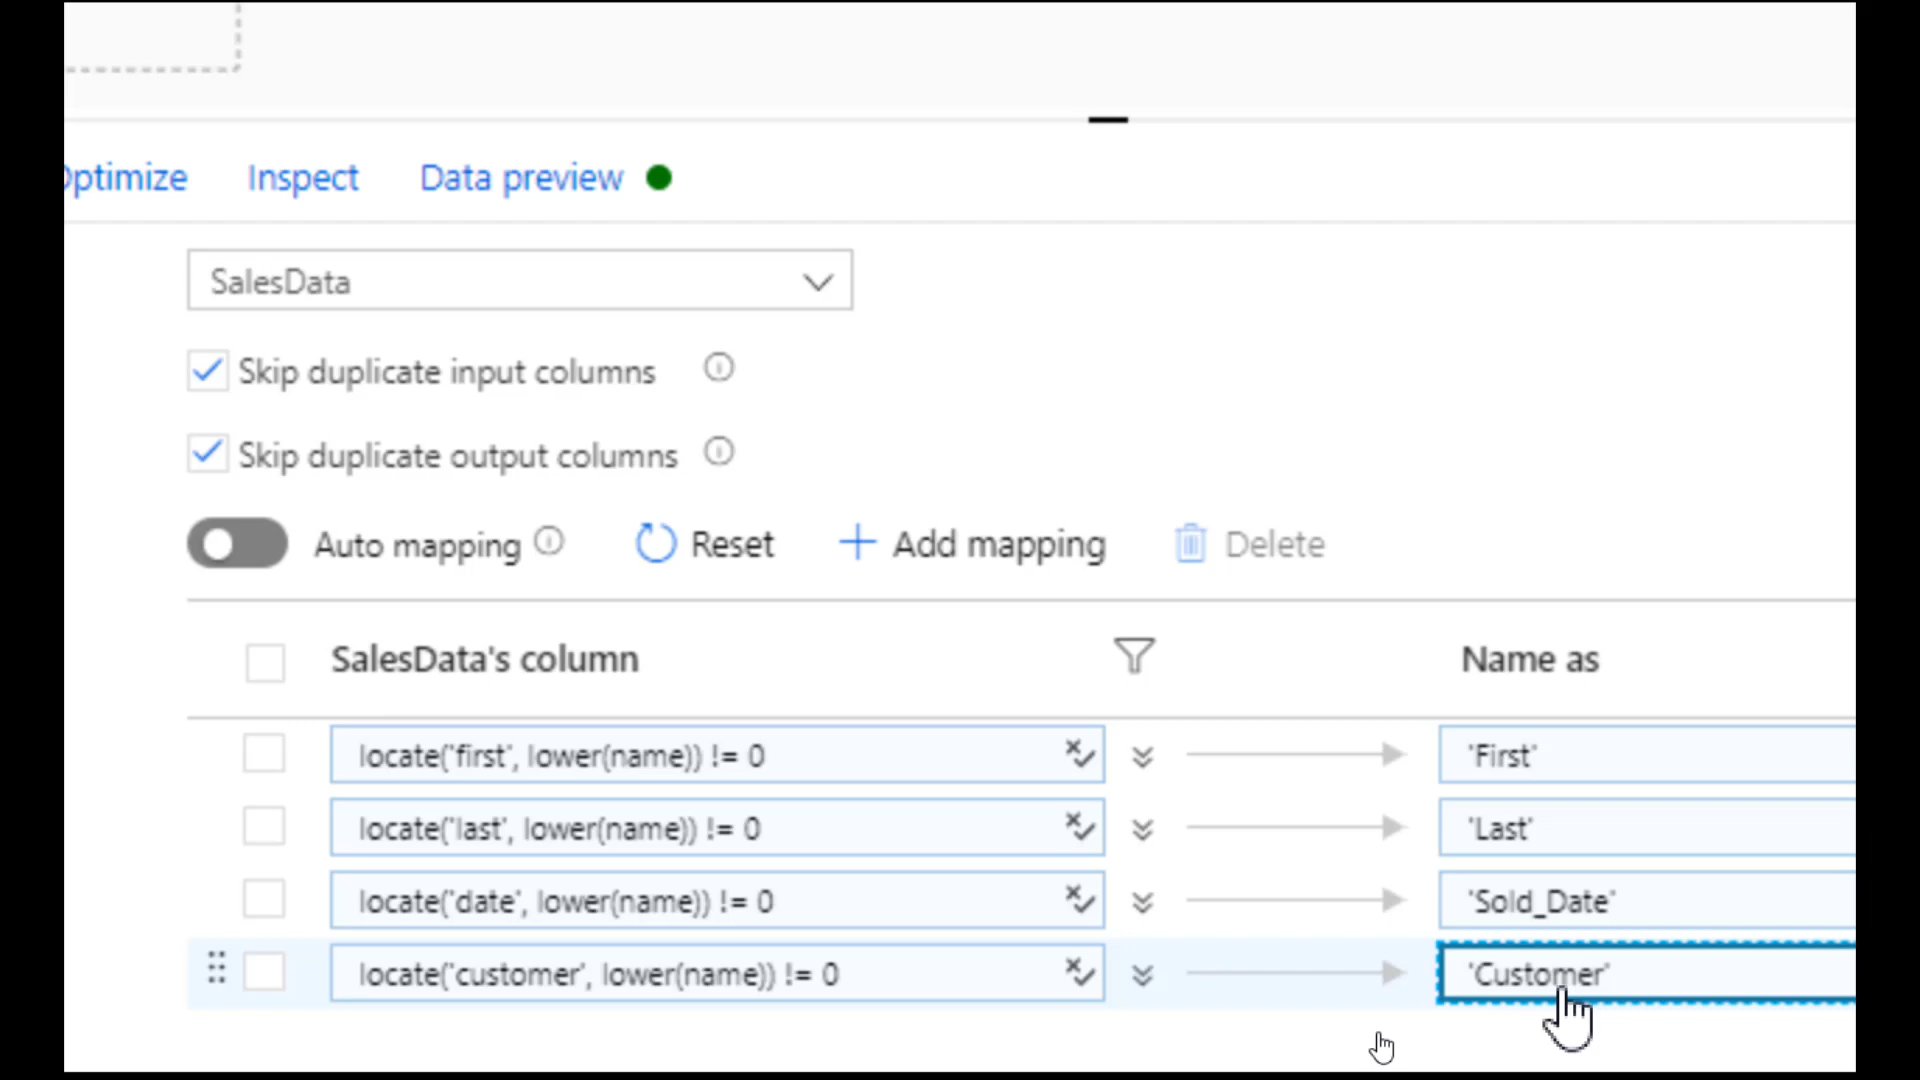 ptimize Inspect Data preview
SalesData
Skip duplicate input columns
Skip duplicate output columns
Auto mapping Reset + Add mapping Delete
SalesData's column Name as
locate('first', lower(name)) != 0 'First'
locate('last', lower(name)) != 0 'Last'
locate('date', lower(name)) != 0 'Sold_Date'
locate('customer', lower(name)) != 0 'Customer'